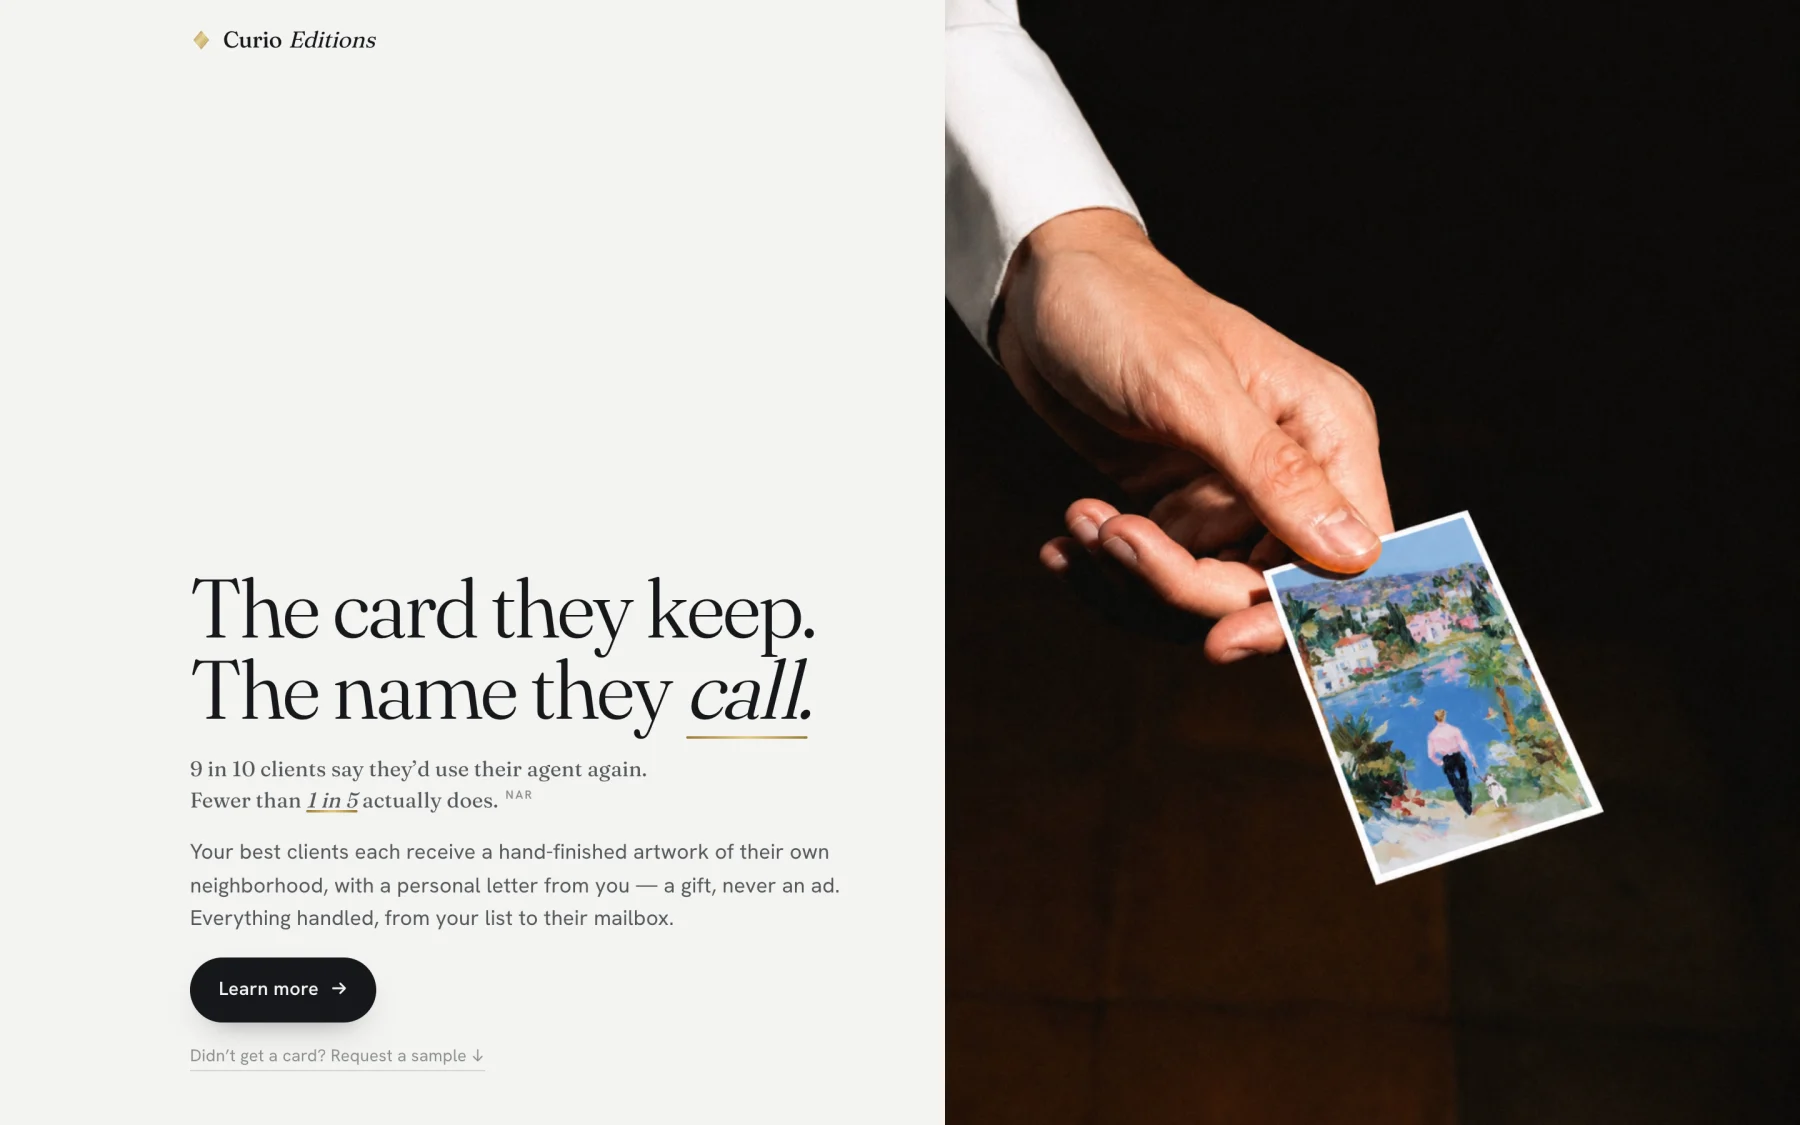 Curio Editions
The card they keep.
The name they call.
9 in 10 clients say they’d use their agent again.
Fewer than 1 in 5 actually does. NAR
Your best clients each receive a hand-finished artwork of their own
neighborhood, with a personal letter from you — a gift, never an ad.
Everything handled, from your list to their mailbox.
Learn more →
Didn’t get a card? Request a sample ↓